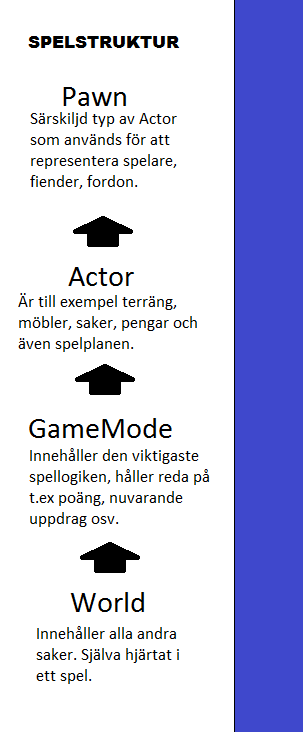 SPELSTRUKTUR
Pawn
Särskiljd typ av Actor
som används för att
representera spelare,
fiender, fordon.
Actor
Är till exempel terräng,
möbler, saker, pengar och
även spelplanen.
GameMode
Innehåller den viktigaste
spellogiken, håller reda på
t.ex poäng, nuvarande
uppdrag osv.
World
Innehåller alla andra
saker. Själva hjärtat i
ett spel.